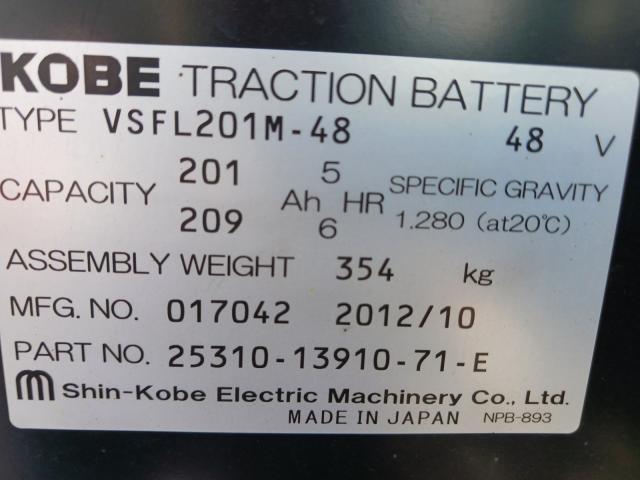 KOBE TRACTION BATTERY
TYPE VSFL201M-48 48 V
CAPACITY 201 Ah 5 HR SPECIFIC GRAVITY
209 6 1.280 (at20℃)
ASSEMBLY WEIGHT 354 kg
MFG. NO. 017042 2012/10
PART NO. 25310-13910-71-E
Shin-Kobe Electric Machinery Co., Ltd.
MADE IN JAPAN NPB-893